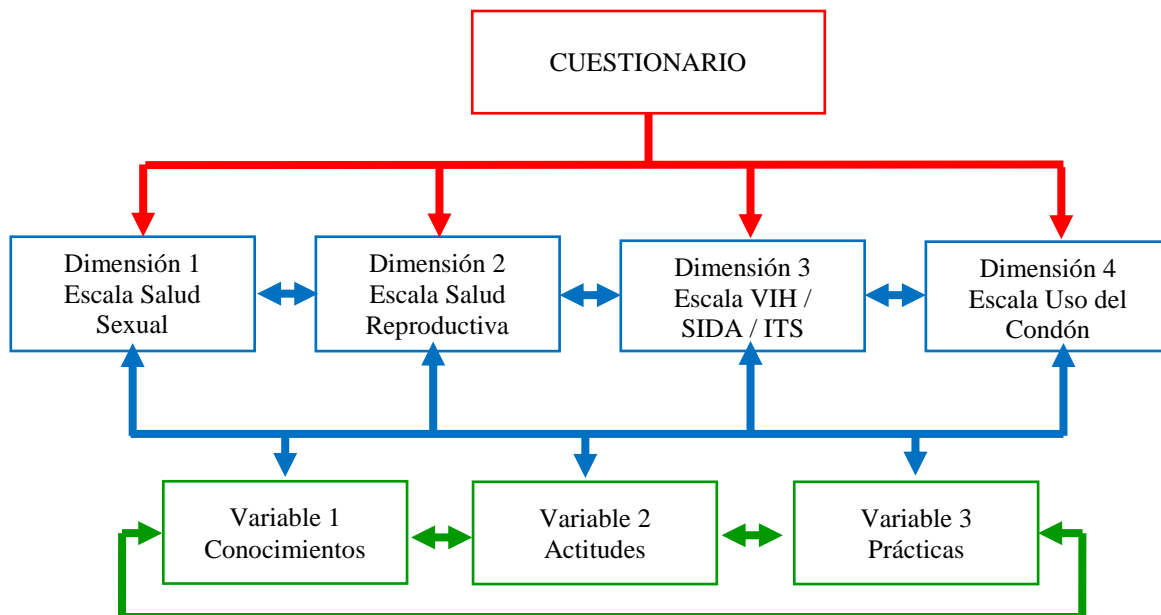 CUESTIONARIO
Dimensión 1
Escala Salud
Sexual
Dimensión 2
Escala Salud
Reproductiva
Dimensión 3
Escala VIH /
SIDA / ITS
Dimensión 4
Escala Uso del
Condón
Variable 1
Conocimientos
Variable 2
Actitudes
Variable 3
Prácticas